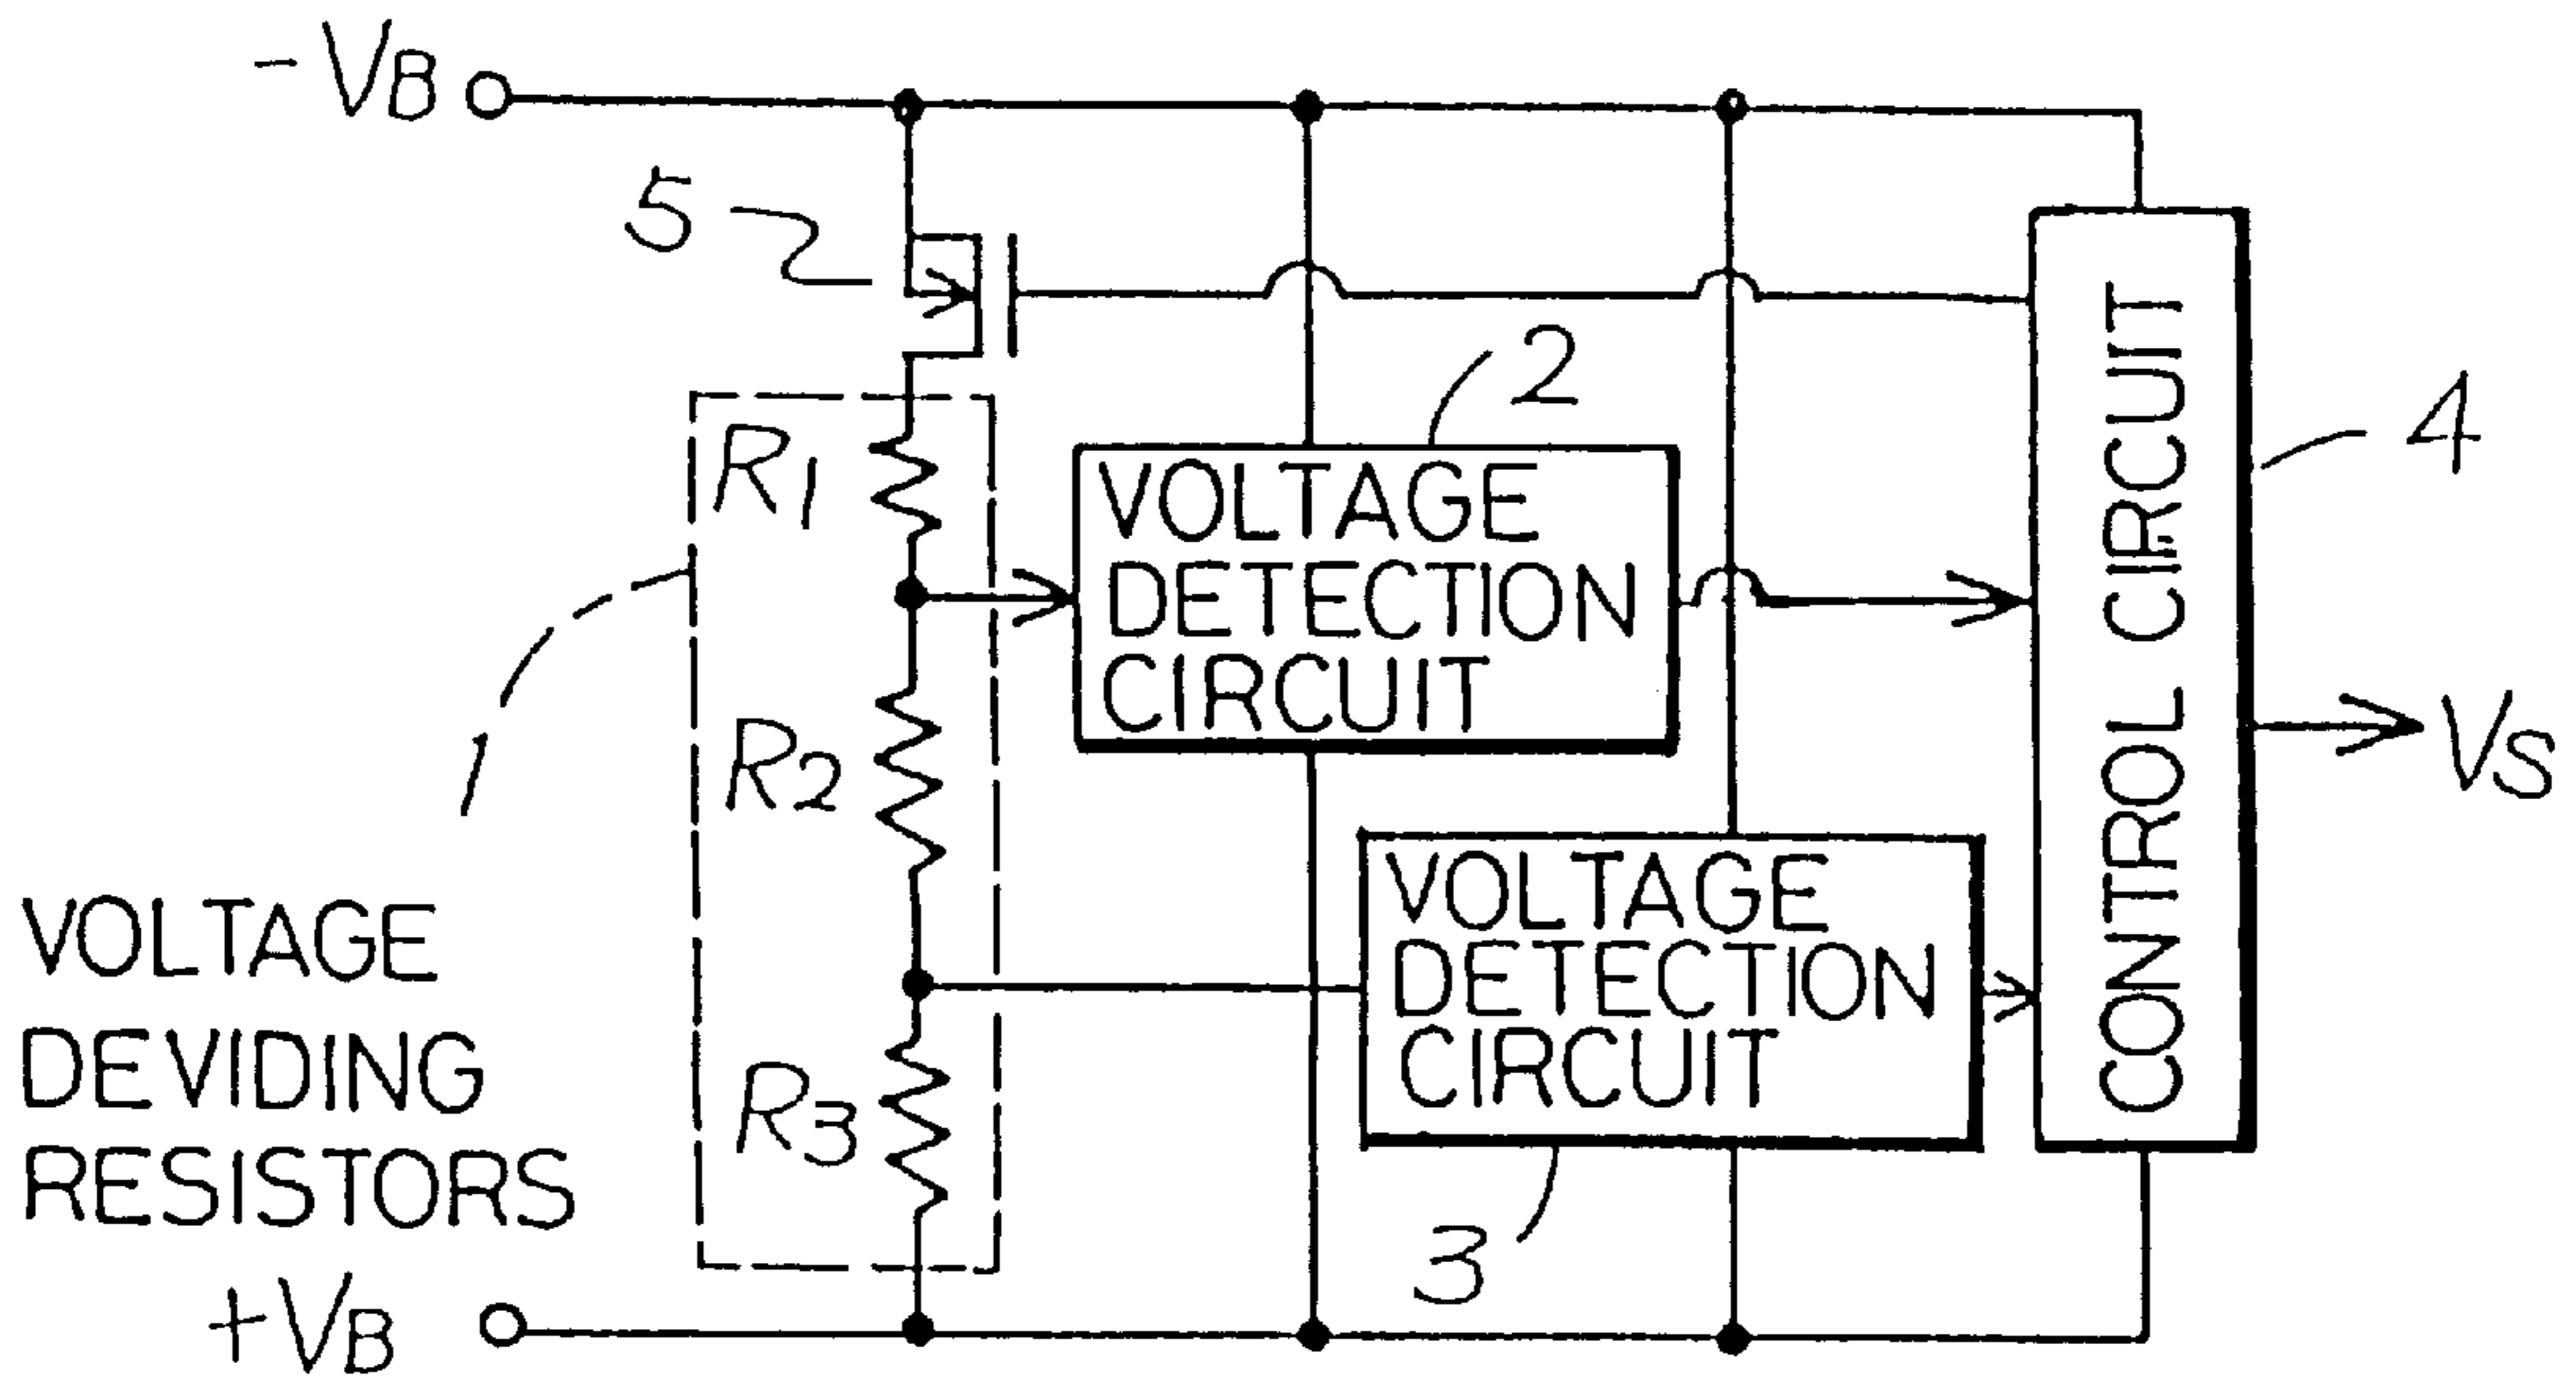 -VB
5
2
R1
VOLTAGE
DETECTION
CIRCUIT
4
CONTROL CIRCUIT
1
R2
VS
VOLTAGE
DEVIDING
RESISTORS
VOLTAGE
DETECTION
CIRCUIT
R3
3
+VB